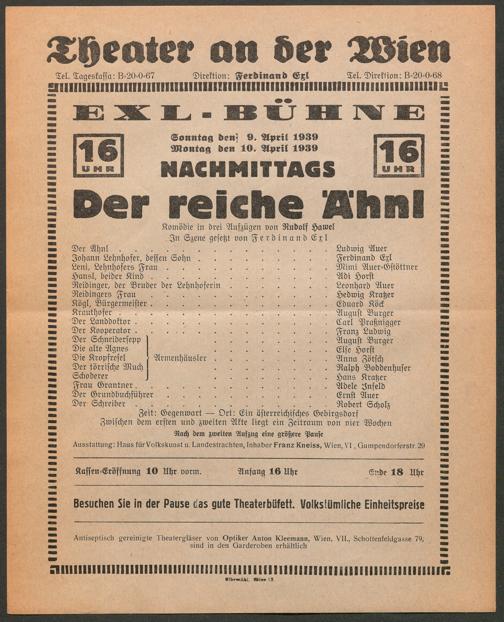 Theater an der Wien
Tel. Tageskassa: B-20-0-67 Direktion: Ferdinand Exl Tel. Direktion: B-20-0-68
EXL-BÜHNE
16 UHR
Sonntag den 9. April 1939
Montag den 10. April 1939
16 UHR
NACHMITTAGS
Der reiche Ähnl
Komödie in drei Aufzügen von Rudolf Hawel
In Szene gesetzt von Ferdinand Exl
Der Ähnl Ludwig Auer
Johann Lehnhofer, dessen Sohn Ferdinand Exl
Leni, Lehnhofers Frau Mimi Auer-Gstöttner
Hansl, beider Kind Adi Horst
Reidinger, der Bruder der Lehnhoferin Leonhard Auer
Reidingers Frau Hedwig Kratzer
Kögl, Bürgermeister Eduard Köck
Krauthofer August Burger
Der Landdoktor Carl Praßnigger
Der Kooperator Franz Ludwig
Der Schneidersepp August Burger
Die alte Agnes Else Horst
Die Kropfresel Armenhäusler Anna Zötsch
Der törrische Much Ralph Boddenhuser
Schoderer Hans Kratzer
Frau Grantner Adele Infeld
Der Grundbuchführer Ernst Auer
Der Schreiber Robert Scholz
Zeit: Gegenwart — Ort: Ein österreichisches Gebirgsdorf
Zwischen dem ersten und zweiten Akte liegt ein Zeitraum von vier Wochen
Nach dem zweiten Aufzug eine größere Pause
Ausstattung: Haus für Volkskunst u. Landestrachten, Inhaber Franz Kneiss, Wien, VI., Gumpendorferstr. 29
Kassen-Eröffnung 10 Uhr vorm. Anfang 16 Uhr Ende 18 Uhr
Besuchen Sie in der Pause das gute Theaterbüfett. Volkstümliche Einheitspreise
Antiseptisch gereinigte Theatergläser von Optiker Anton Kleemann, Wien, VII., Schottenfeldgasse 79,
sind in den Garderoben erhältlich